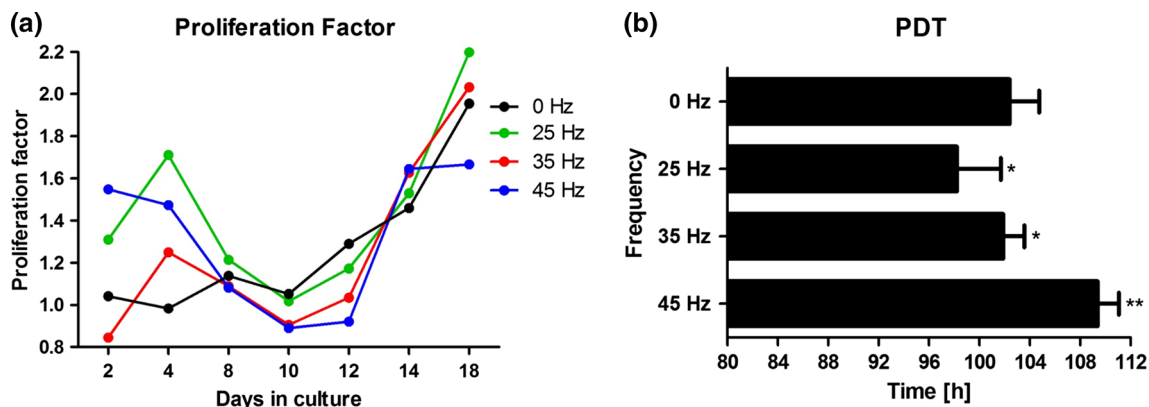 (a)
Proliferation Factor
2.2
2.0
1.8
1.6
1.4
1.2
1.0
0.8
Proliferation factor
2 4 8 10 12 14 18
Days in culture
0 Hz
25 Hz
35 Hz
45 Hz
(b)
PDT
Frequency
0 Hz
25 Hz *
35 Hz *
45 Hz **
80 84 88 92 96 100 104 108 112
Time [h]